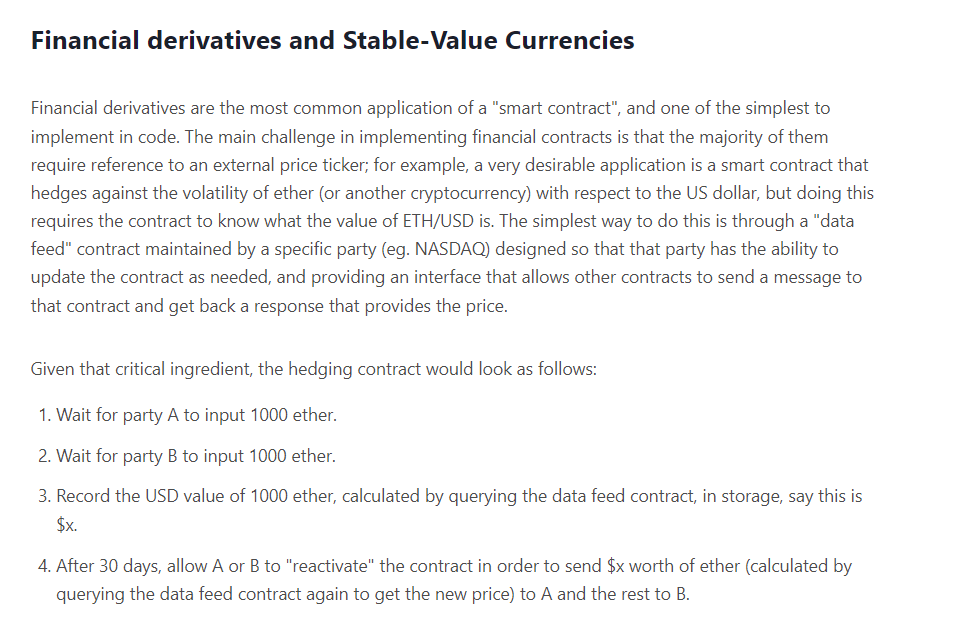 Financial derivatives and Stable-Value Currencies
Financial derivatives are the most common application of a "smart contract", and one of the simplest to
implement in code. The main challenge in implementing financial contracts is that the majority of them
require reference to an external price ticker; for example, a very desirable application is a smart contract that
hedges against the volatility of ether (or another cryptocurrency) with respect to the US dollar, but doing this
requires the contract to know what the value of ETH/USD is. The simplest way to do this is through a "data
feed" contract maintained by a specific party (eg. NASDAQ) designed so that that party has the ability to
update the contract as needed, and providing an interface that allows other contracts to send a message to
that contract and get back a response that provides the price.
Given that critical ingredient, the hedging contract would look as follows:
1. Wait for party A to input 1000 ether.
2. Wait for party B to input 1000 ether.
3. Record the USD value of 1000 ether, calculated by querying the data feed contract, in storage, say this is
$x.
4. After 30 days, allow A or B to "reactivate" the contract in order to send $x worth of ether (calculated by
querying the data feed contract again to get the new price) to A and the rest to B.